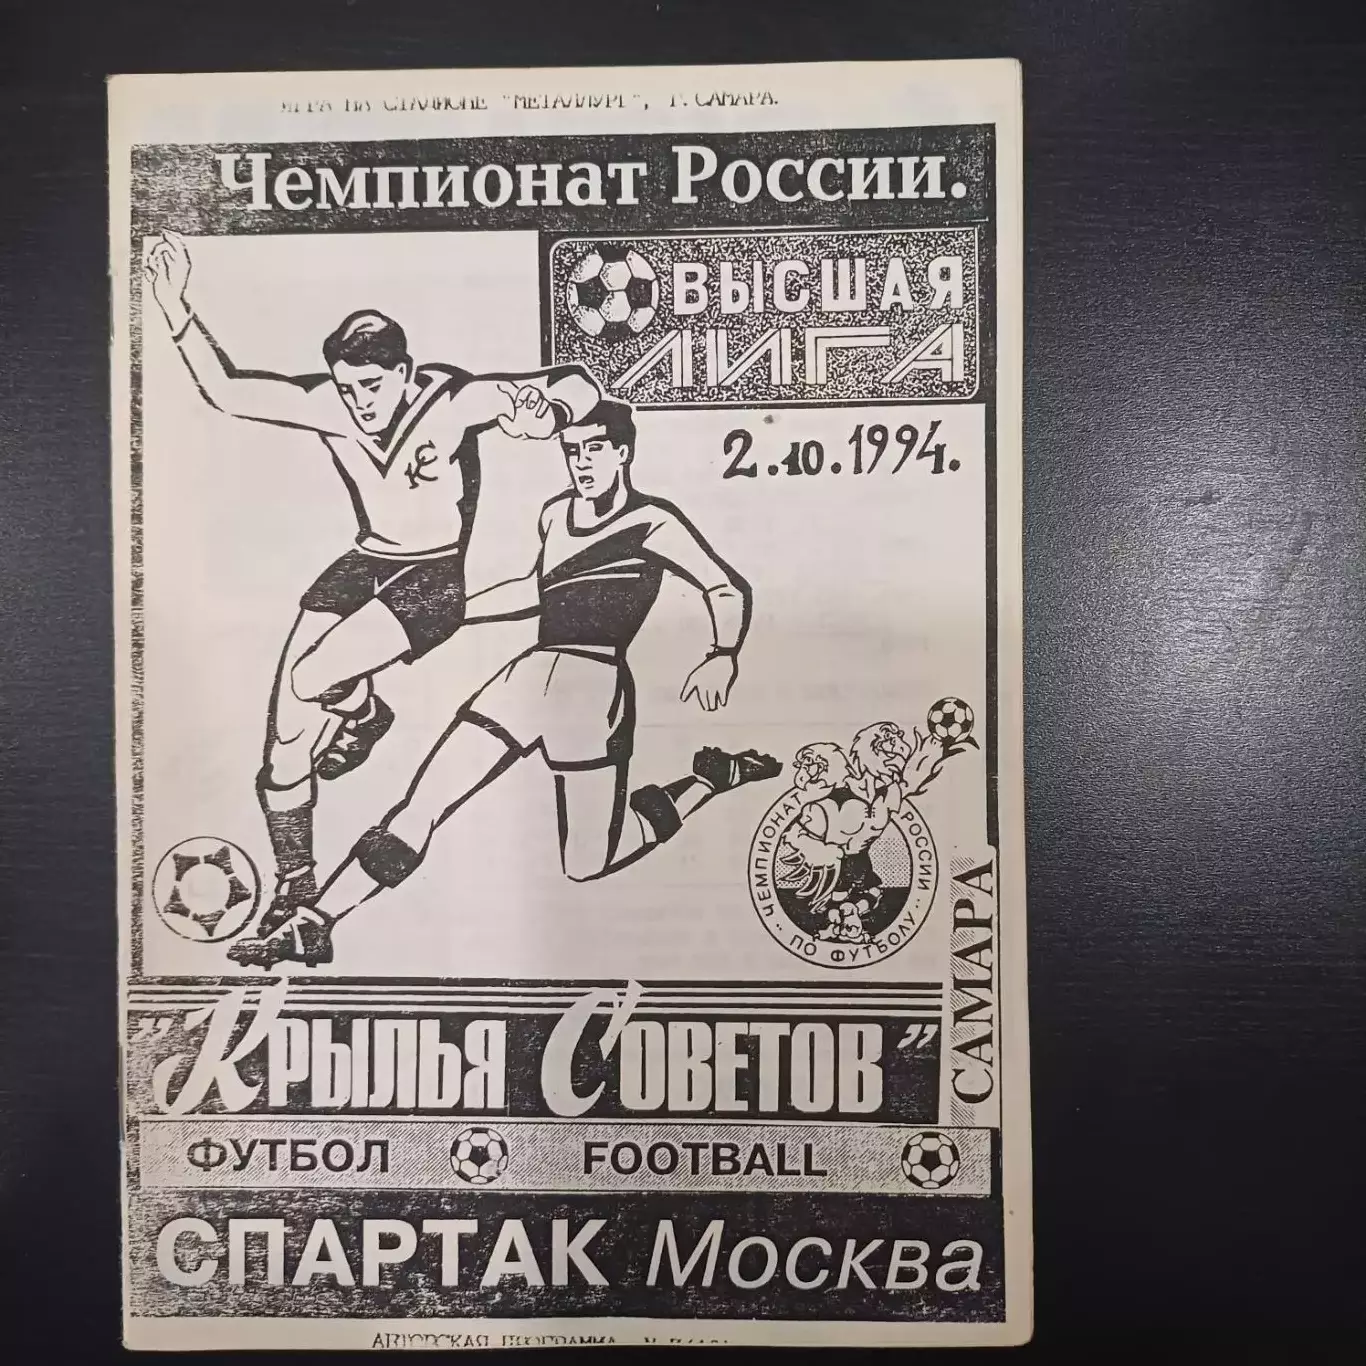 ИГРА НА СТАДИОНЕ "МЕТАЛЛУРГ", Г. САМАРА.
Чемпионат России.
ВЫСШАЯ
ЛИГА
2.10.1994.
КС
"ЧЕМПИОНАТ РОССИИ"
ПО ФУТБОЛУ
САМАРА
"Крылья Советов"
ФУТБОЛ FOOTBALL
СПАРТАК Москва
АВТОРСКАЯ ПРОГРАММА